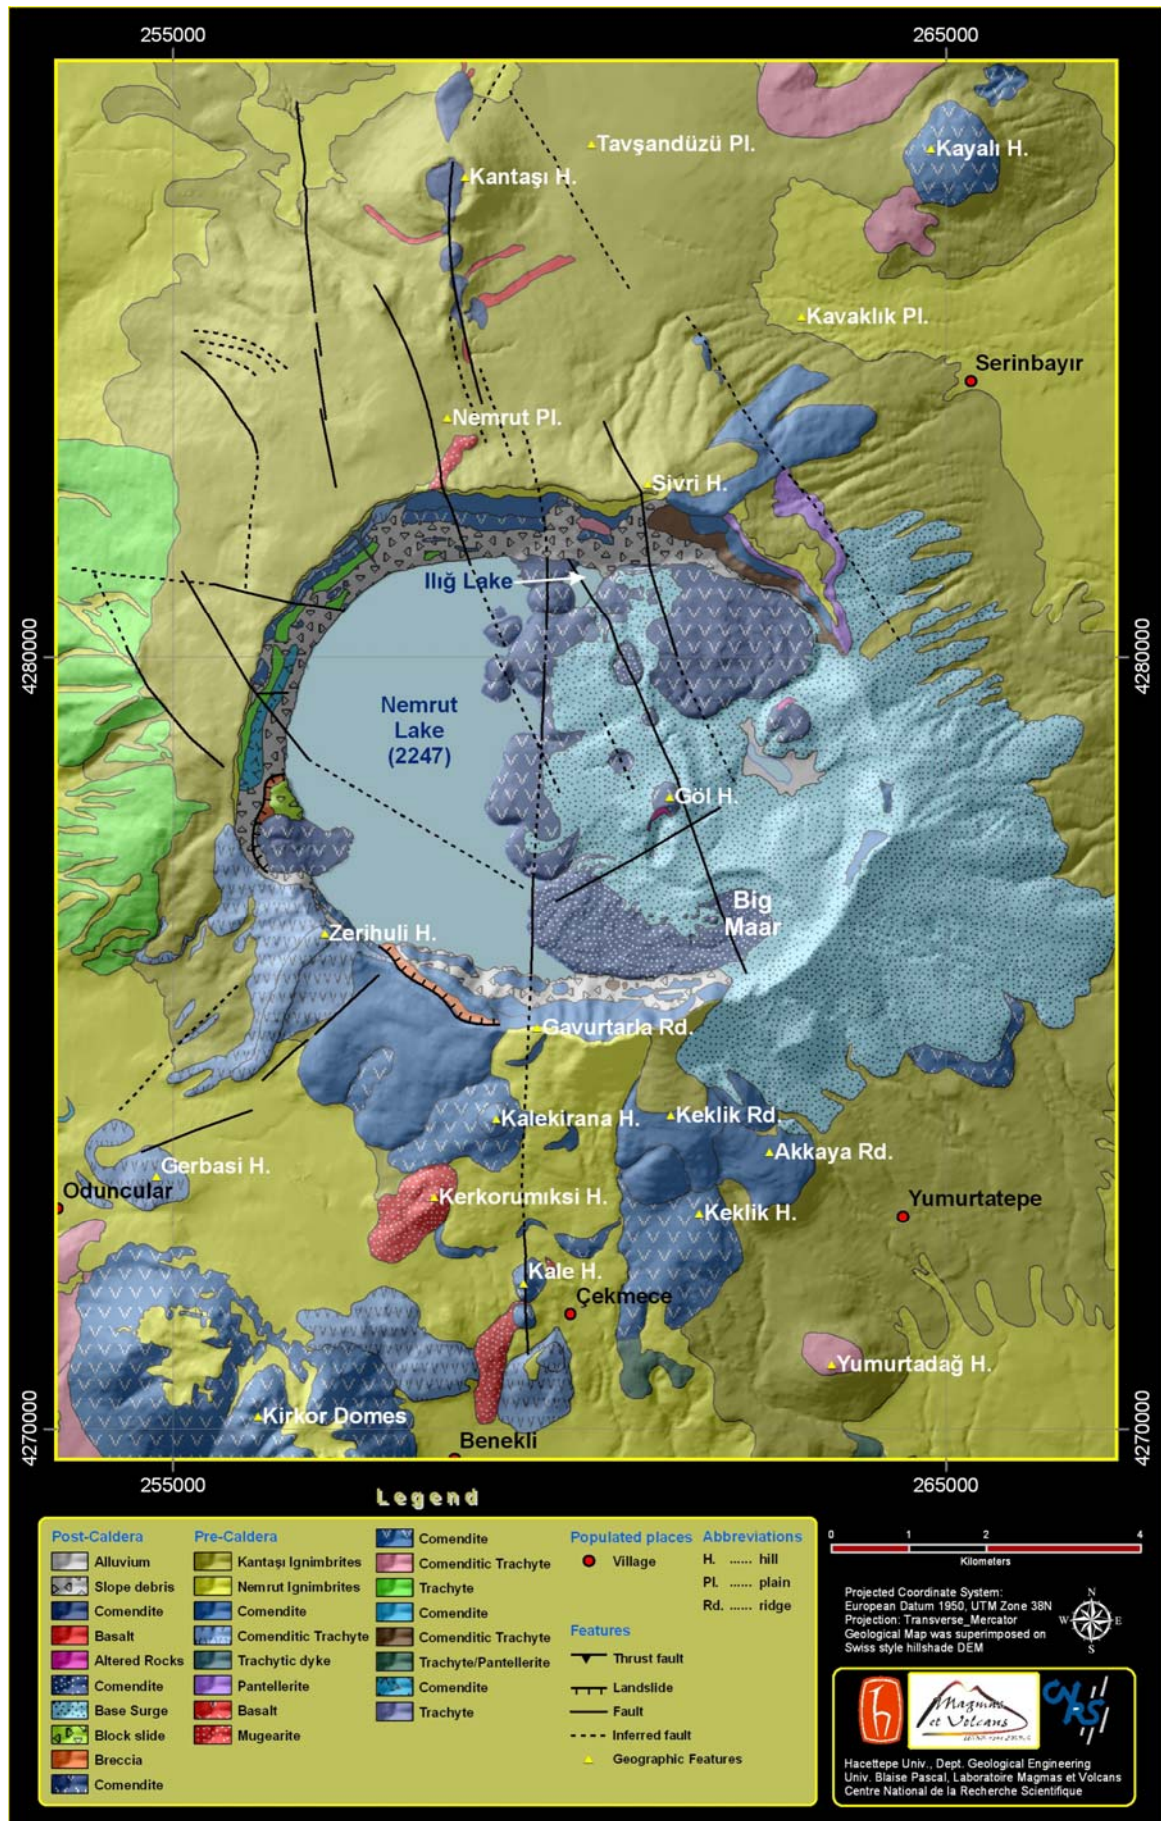 255000
265000
Tavşandüzü Pl.
Kayalı H.
Kantaşı H.
Kavaklık Pl.
Serinbayır
Nemrut Pl.
Sivri H.
Ilığ Lake
4280000
4280000
Nemrut
Lake
(2247)
Göl H.
Big
Maar
Zerihuli H.
Gavurtarla Rd.
Kalekirana H.
Keklik Rd.
Akkaya Rd.
Gerbasi H.
Oduncular
Kerkorumıksi H.
Keklik H.
Yumurtatepe
Kale H.
Çekmece
Yumurtadağ H.
Kirkor Domes
4270000
4270000
Benekli
255000
265000
Legend
Post-Caldera
Alluvium
Slope debris
Comendite
Basalt
Altered Rocks
Comendite
Base Surge
Block slide
Breccia
Comendite
Pre-Caldera
Kantaşı Ignimbrites
Nemrut Ignimbrites
Comendite
Comenditic Trachyte
Trachytic dyke
Pantellerite
Basalt
Mugearite
Comendite
Comenditic Trachyte
Trachyte
Comendite
Comenditic Trachyte
Trachyte/Pantellerite
Comendite
Trachyte
Populated places
Village
Features
Thrust fault
Landslide
Fault
Inferred fault
Geographic Features
Abbreviations
H. ...... hill
Pl. ...... plain
Rd. ...... ridge
0 1 2 4
Kilometers
Projected Coordinate System:
European Datum 1950, UTM Zone 38N
Projection: Transverse_Mercator
Geological Map was superimposed on
Swiss style hillshade DEM
N
W E
S
h
Magmas
et Volcans
CNRS
Hacettepe Univ., Dept. Geological Engineering
Univ. Blaise Pascal, Laboratoire Magmas et Volcans
Centre National de la Recherche Scientifique